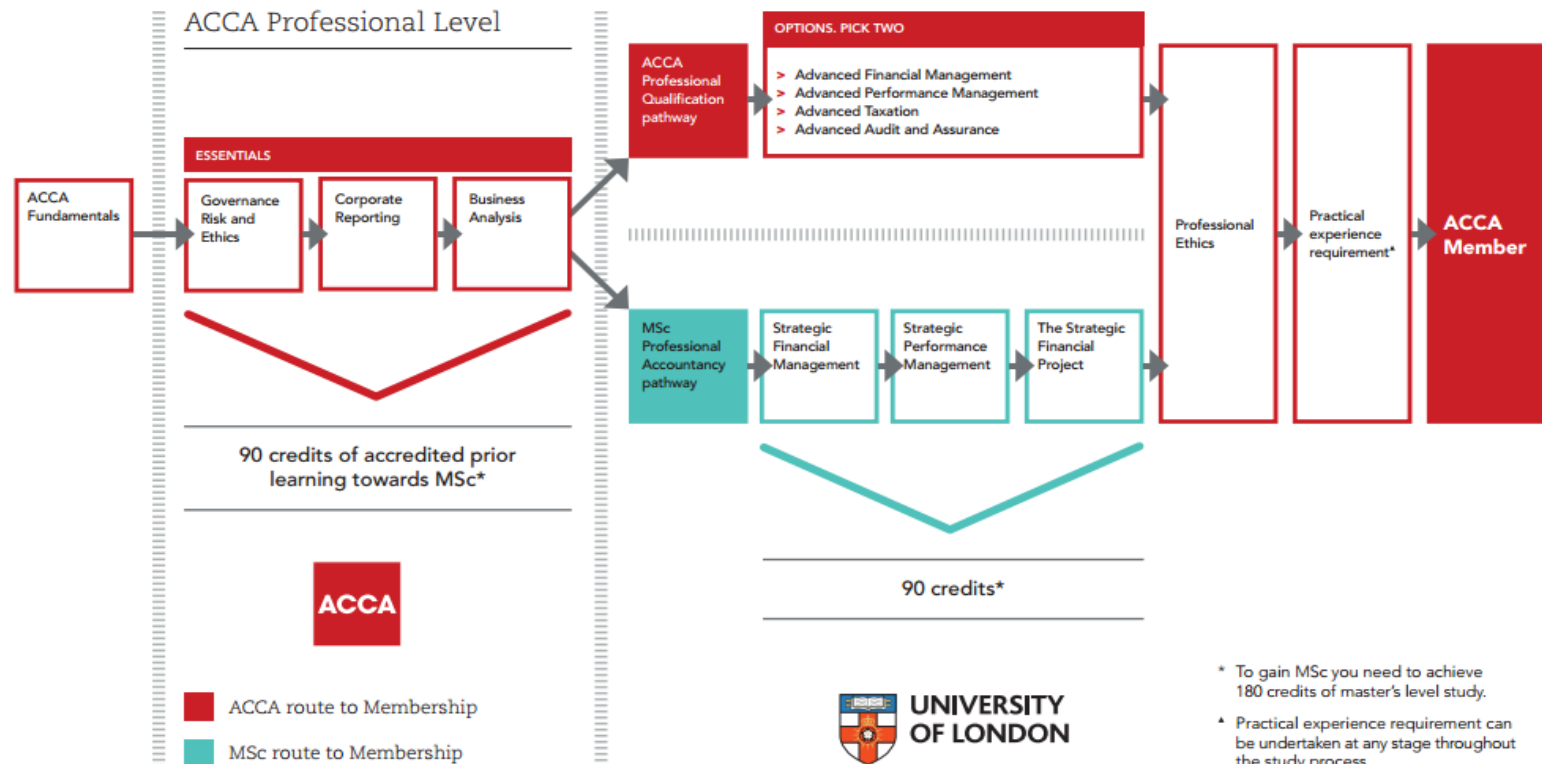 ACCA Professional Level
ACCA
Fundamentals
ESSENTIALS
Governance
Risk and
Ethics
Corporate
Reporting
Business
Analysis
ACCA
Professional
Qualification
pathway
OPTIONS. PICK TWO
> Advanced Financial Management
> Advanced Performance Management
> Advanced Taxation
> Advanced Audit and Assurance
MSc
Professional
Accountancy
pathway
Strategic
Financial
Management
Strategic
Performance
Management
The Strategic
Financial
Project
Professional
Ethics
Practical
experience
requirement▲
ACCA
Member
90 credits of accredited prior
learning towards MSc*
90 credits*
ACCA
ACCA route to Membership
MSc route to Membership
UNIVERSITY
OF LONDON
* To gain MSc you need to achieve
180 credits of master's level study.
▲ Practical experience requirement can
be undertaken at any stage throughout
the study process